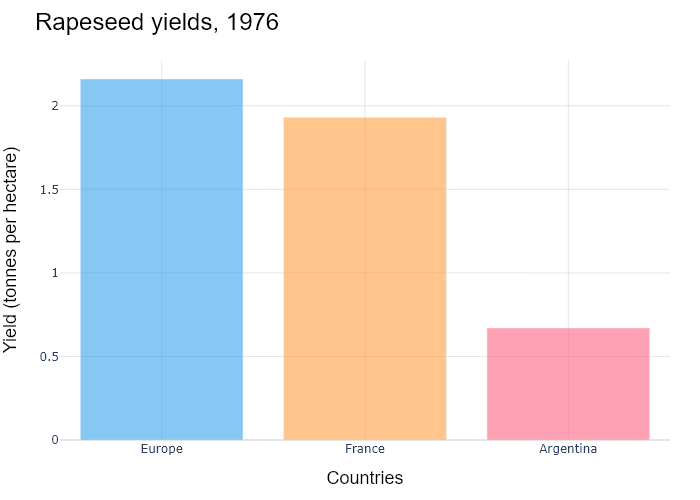 Rapeseed yields, 1976
Yield (tonnes per hectare)
2
1.5
1
0.5
0
Europe
France
Argentina
Countries